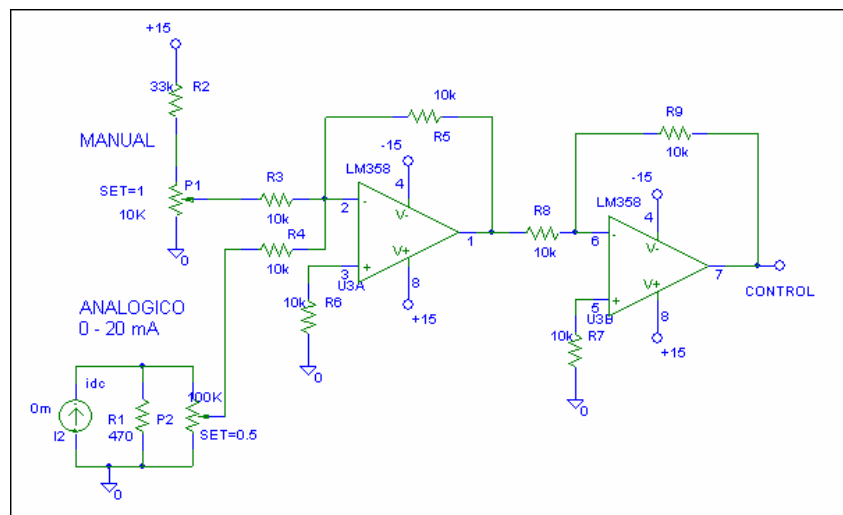 +15
33k R2
MANUAL
SET=1 P1
10K
0
R3
10k
R4
10k
10k
R5
-15
LM358
4
2 -
V-
V+
3 +
U3A
1
8
+15
10k R6
0
R8
10k
R9
10k
-15
LM358
4
6 -
V-
V+
5 +
U3B
7
8
+15
10k R7
0
CONTROL
ANALOGICO
0 - 20 mA
idc
0m
I2
-
R1
470
P2
100K
SET=0.5
0